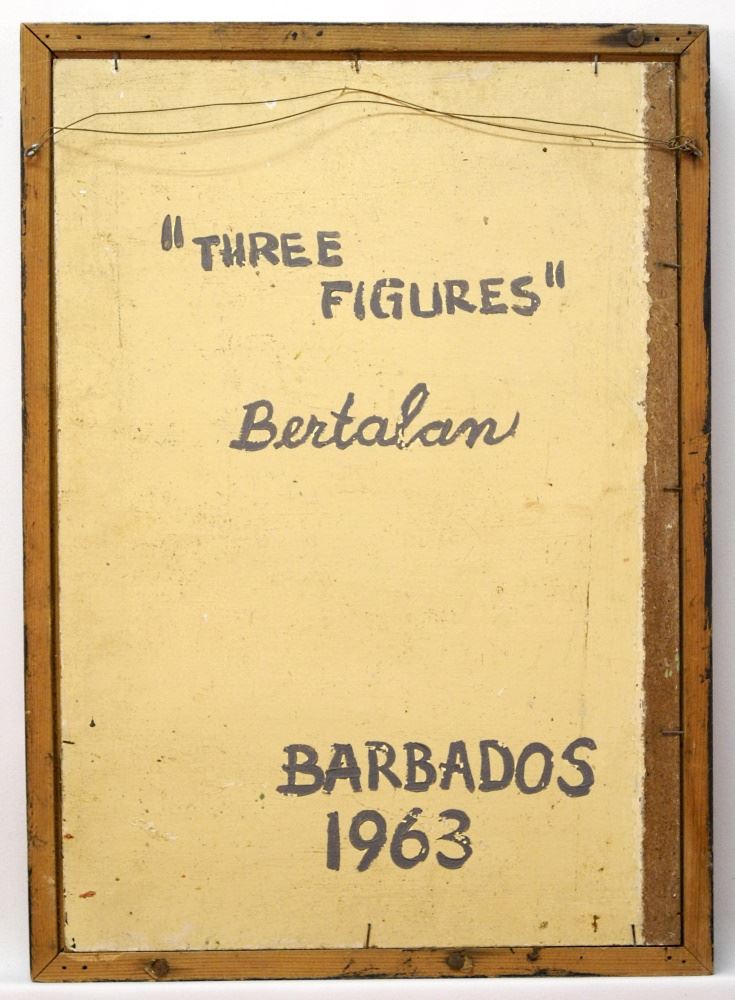 "THREE
FIGURES"
Bertalan
BARBADOS
1963